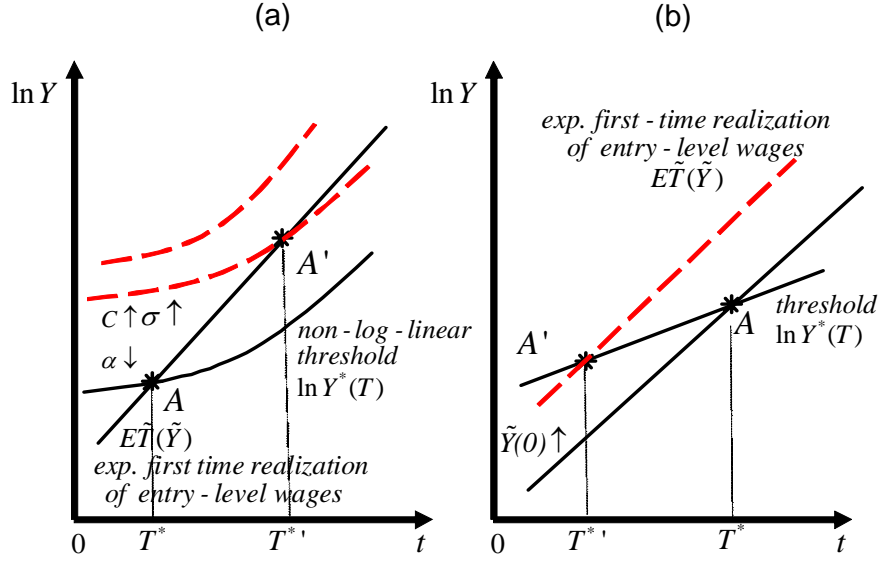 (a)
ln Y
A'
C ↑ σ ↑
α ↓
non - log - linear
threshold
ln Y*(T)
A
ET̃(Ỹ)
exp. first time realization
of entry - level wages
0
T*
T*'
t
(b)
ln Y
exp. first - time realization
of entry - level wages
ET̃(Ỹ)
threshold
ln Y*(T)
A
A'
Ỹ(0) ↑
0
T*'
T*
t